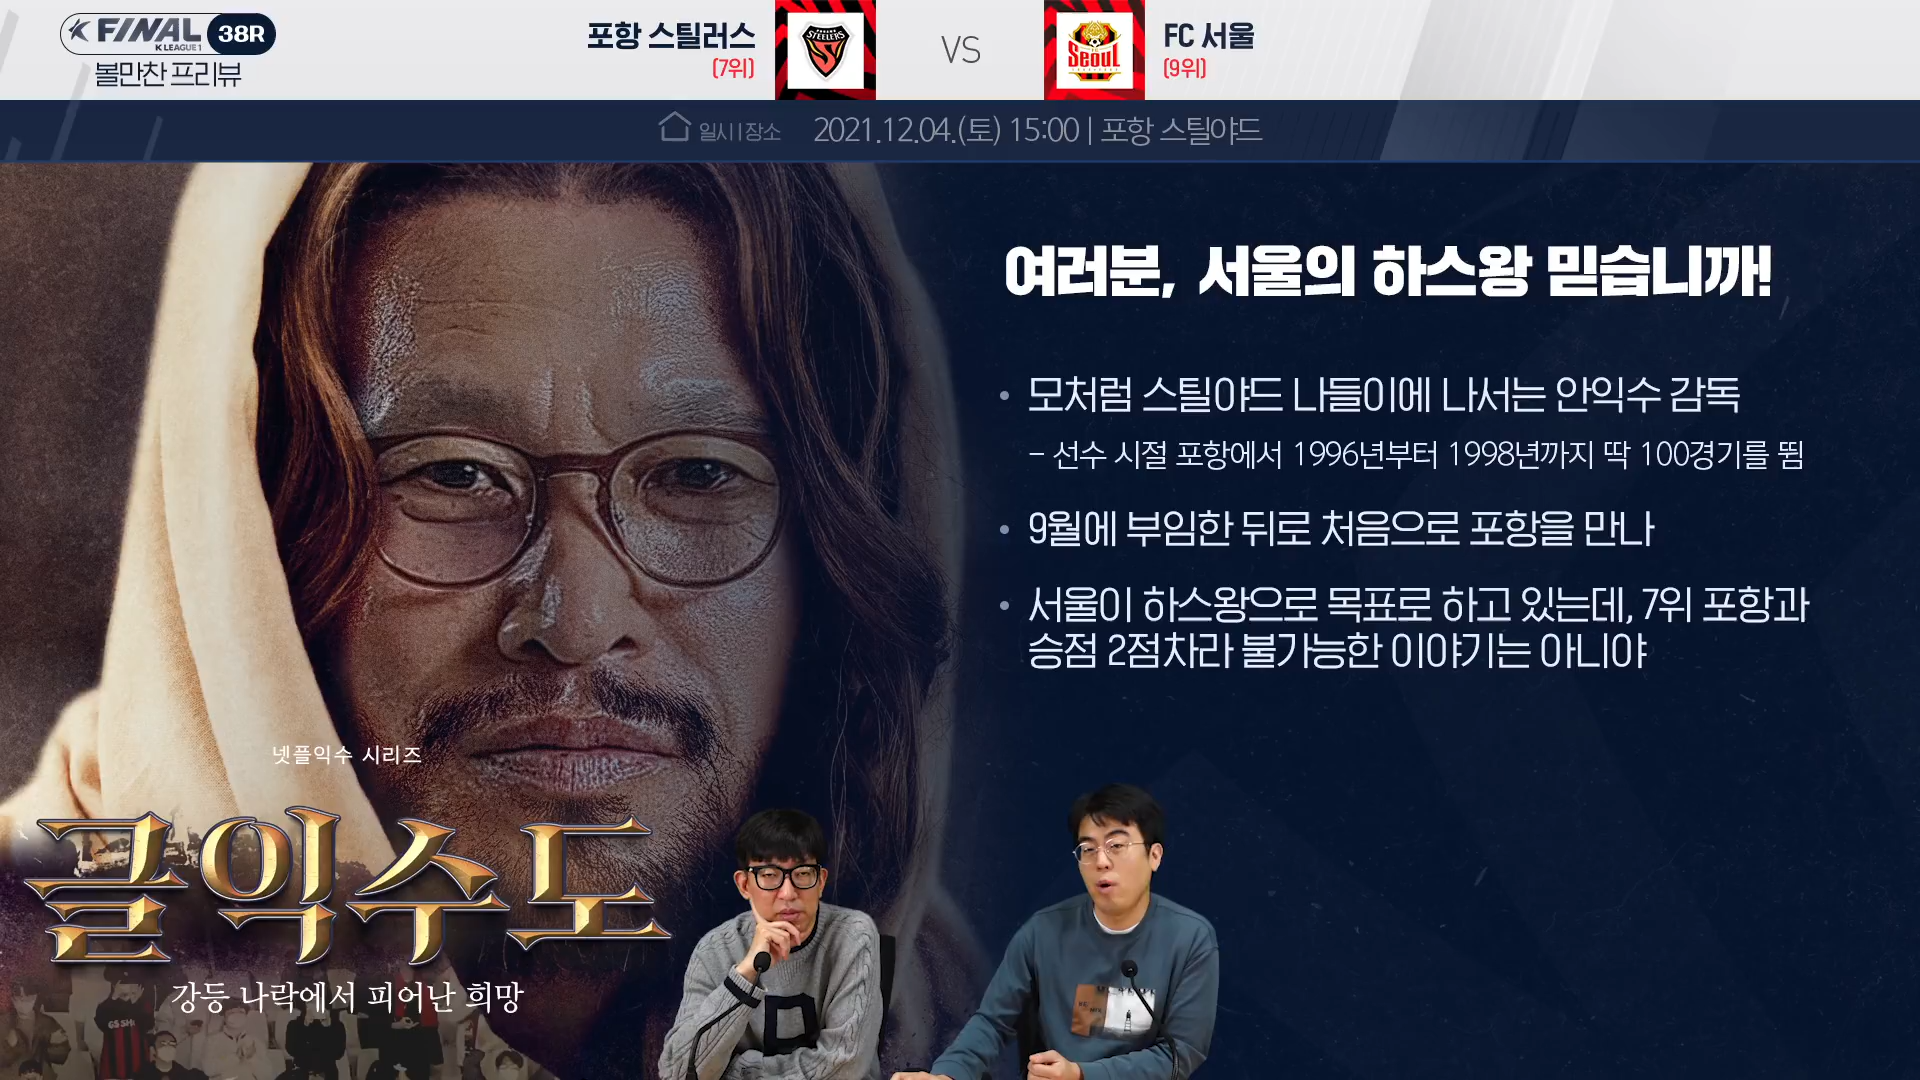 FINAL 38R
K LEAGUE 1
볼만찬 프리뷰
포항 스틸러스
(7위)
STEELERS
VS
SeoUL
FC 서울
(9위)
일시 | 장소 2021.12.04.(토) 15:00 | 포항 스틸야드
여러분, 서울의 하스왕 믿습니까!
• 모처럼 스틸야드 나들이에 나서는 안익수 감독
- 선수 시절 포항에서 1996년부터 1998년까지 딱 100경기를 뜀
• 9월에 부임한 뒤로 처음으로 포항을 만나
• 서울이 하스왕으로 목표로 하고 있는데, 7위 포항과
승점 2점차라 불가능한 이야기는 아니야
넷플익수 시리즈
글익수도
강등 나락에서 피어난 희망